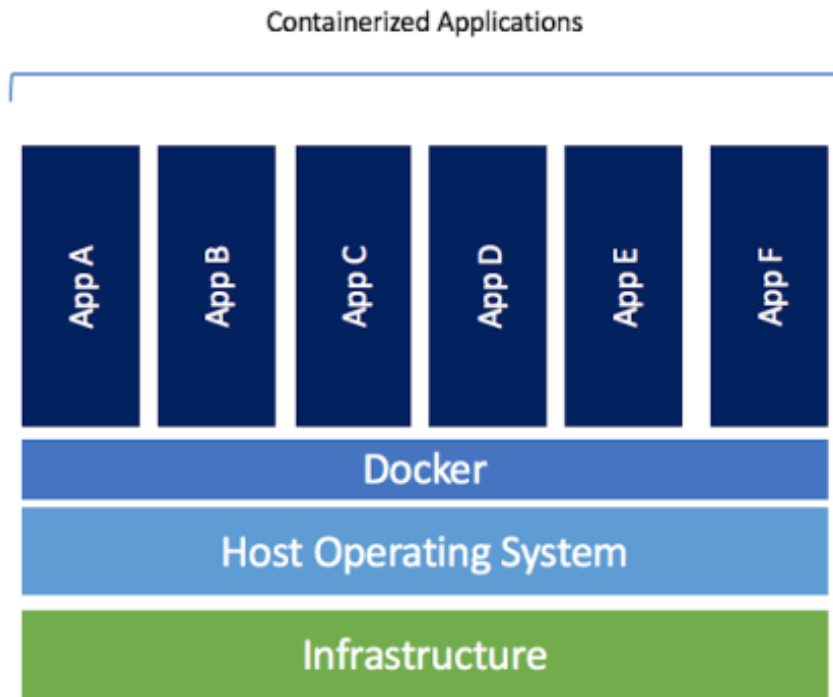 Containerized Applications
App A
App B
App C
App D
App E
App F
Docker
Host Operating System
Infrastructure